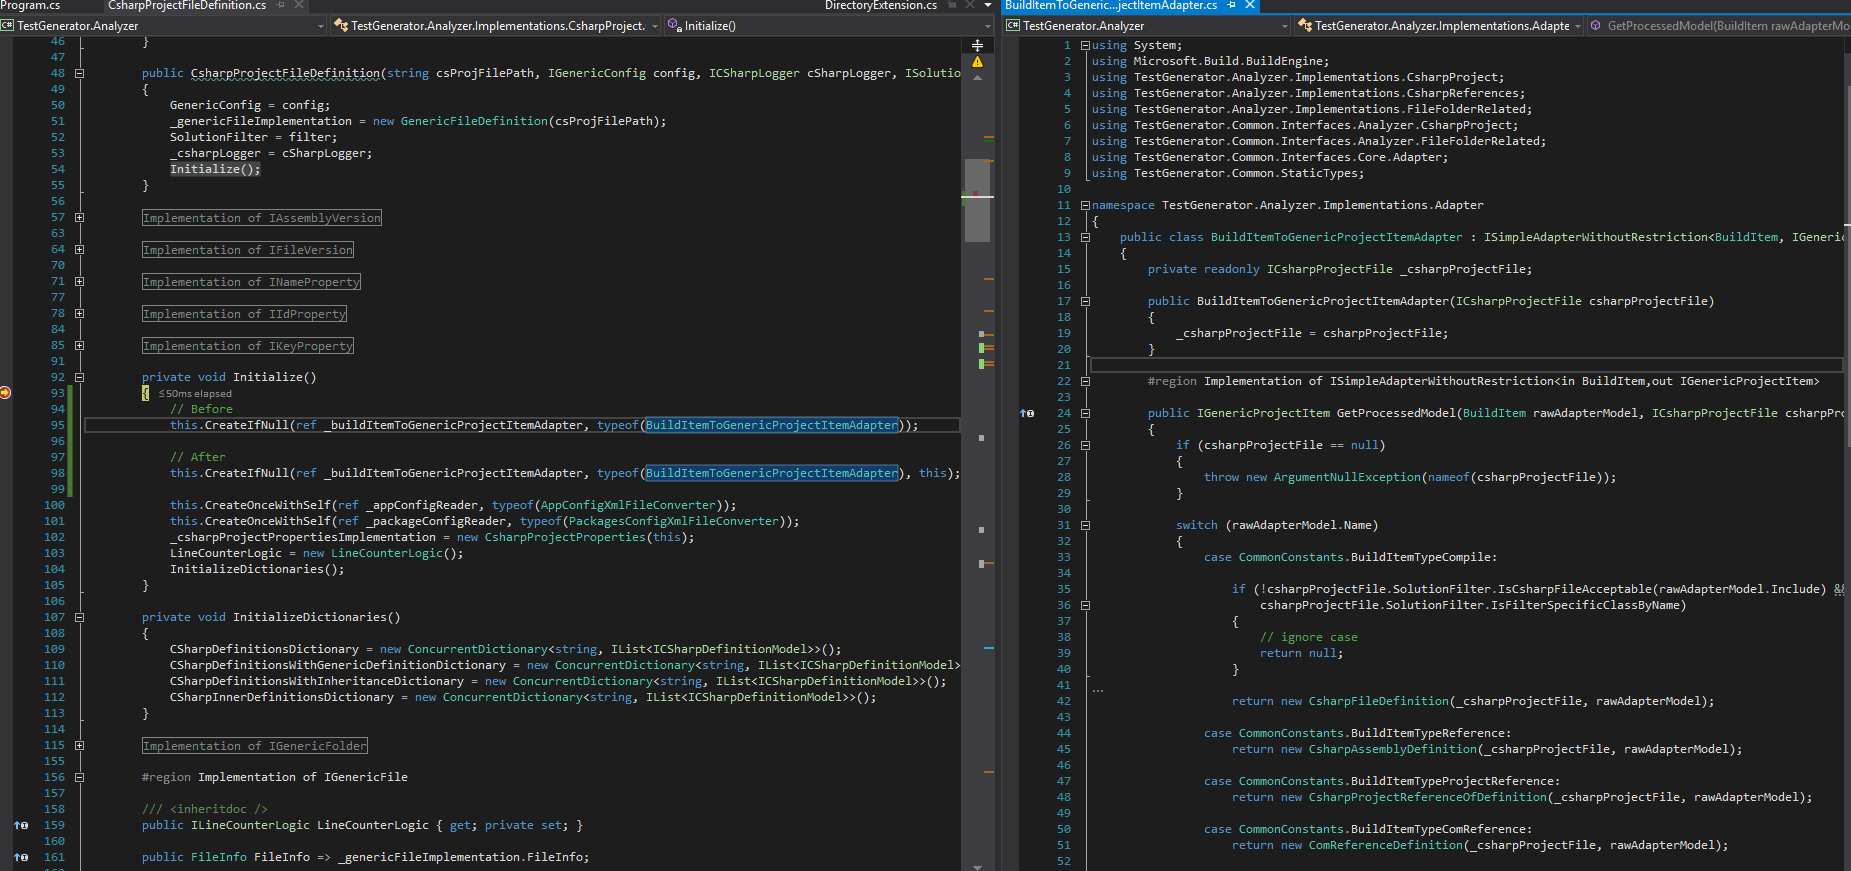 Program.cs
CsharpProjectFileDefinition.cs
DirectoryExtension.cs
TestGenerator.Analyzer
TestGenerator.Analyzer.Implementations.CsharpProject.
Initialize()
46 }
47
48 public CsharpProjectFileDefinition(string csProjFilePath, IGenericConfig config, ICSharpLogger cSharpLogger, ISolutio
49 {
50 GenericConfig = config;
51 _genericFileImplementation = new GenericFileDefinition(csProjFilePath);
52 SolutionFilter = filter;
53 _csharpLogger = cSharpLogger;
54 Initialize();
55 }
56
57 Implementation of IAssemblyVersion
63
64 Implementation of IFileVersion
70
71 Implementation of INameProperty
77
78 Implementation of IIdProperty
84
85 Implementation of IKeyProperty
91
92 private void Initialize()
93 { ≤50ms elapsed
94 // Before
95 this.CreateIfNull(ref _buildItemToGenericProjectItemAdapter, typeof(BuildItemToGenericProjectItemAdapter));
96
97 // After
98 this.CreateIfNull(ref _buildItemToGenericProjectItemAdapter, typeof(BuildItemToGenericProjectItemAdapter), this);
99
100 this.CreateOnceWithSelf(ref _appConfigReader, typeof(AppConfigXmlFileConverter));
101 this.CreateOnceWithSelf(ref _packageConfigReader, typeof(PackagesConfigXmlFileConverter));
102 _csharpProjectPropertiesImplementation = new CsharpProjectProperties(this);
103 LineCounterLogic = new LineCounterLogic();
104 InitializeDictionaries();
105 }
106
107 private void InitializeDictionaries()
108 {
109 CSharpDefinitionsDictionary = new ConcurrentDictionary<string, IList<ICSharpDefinitionModel>>();
110 CSharpDefinitionsWithGenericDefinitionDictionary = new ConcurrentDictionary<string, IList<ICSharpDefinitionModel>
111 CSharpDefinitionsWithInheritanceDictionary = new ConcurrentDictionary<string, IList<ICSharpDefinitionModel>>();
112 CSharpInnerDefinitionsDictionary = new ConcurrentDictionary<string, IList<ICSharpDefinitionModel>>();
113 }
114
115 Implementation of IGenericFolder
155
156 #region Implementation of IGenericFile
157
158 /// <inheritdoc />
159 public ILineCounterLogic LineCounterLogic { get; private set; }
160
161 public FileInfo FileInfo => _genericFileImplementation.FileInfo;
BuildItemToGeneric...jectItemAdapter.cs
TestGenerator.Analyzer
TestGenerator.Analyzer.Implementations.Adapte
GetProcessedModel(BuildItem rawAdapterMo
1 using System;
2 using Microsoft.Build.BuildEngine;
3 using TestGenerator.Analyzer.Implementations.CsharpProject;
4 using TestGenerator.Analyzer.Implementations.CsharpReferences;
5 using TestGenerator.Analyzer.Implementations.FileFolderRelated;
6 using TestGenerator.Common.Interfaces.Analyzer.CsharpProject;
7 using TestGenerator.Common.Interfaces.Analyzer.FileFolderRelated;
8 using TestGenerator.Common.Interfaces.Core.Adapter;
9 using TestGenerator.Common.StaticTypes;
10
11 namespace TestGenerator.Analyzer.Implementations.Adapter
12 {
13 public class BuildItemToGenericProjectItemAdapter : ISimpleAdapterWithoutRestriction<BuildItem, IGeneri
14 {
15 private readonly ICsharpProjectFile _csharpProjectFile;
16
17 public BuildItemToGenericProjectItemAdapter(ICsharpProjectFile csharpProjectFile)
18 {
19 _csharpProjectFile = csharpProjectFile;
20 }
21
22 #region Implementation of ISimpleAdapterWithoutRestriction<in BuildItem,out IGenericProjectItem>
23
24 public IGenericProjectItem GetProcessedModel(BuildItem rawAdapterModel, ICsharpProjectFile csharpPro
25 {
26 if (csharpProjectFile == null)
27 {
28 throw new ArgumentNullException(nameof(csharpProjectFile));
29 }
30
31 switch (rawAdapterModel.Name)
32 {
33 case CommonConstants.BuildItemTypeCompile:
34
35 if (!csharpProjectFile.SolutionFilter.IsCsharpFileAcceptable(rawAdapterModel.Include) &&
36 csharpProjectFile.SolutionFilter.IsFilterSpecificClassByName)
37 {
38 // ignore case
39 return null;
40 }
41 ...
42 return new CsharpFileDefinition(_csharpProjectFile, rawAdapterModel);
43
44 case CommonConstants.BuildItemTypeReference:
45 return new CsharpAssemblyDefinition(_csharpProjectFile, rawAdapterModel);
46
47 case CommonConstants.BuildItemTypeProjectReference:
48 return new CsharpProjectReferenceOfDefinition(_csharpProjectFile, rawAdapterModel);
49
50 case CommonConstants.BuildItemTypeComReference:
51 return new ComReferenceDefinition(_csharpProjectFile, rawAdapterModel);
52